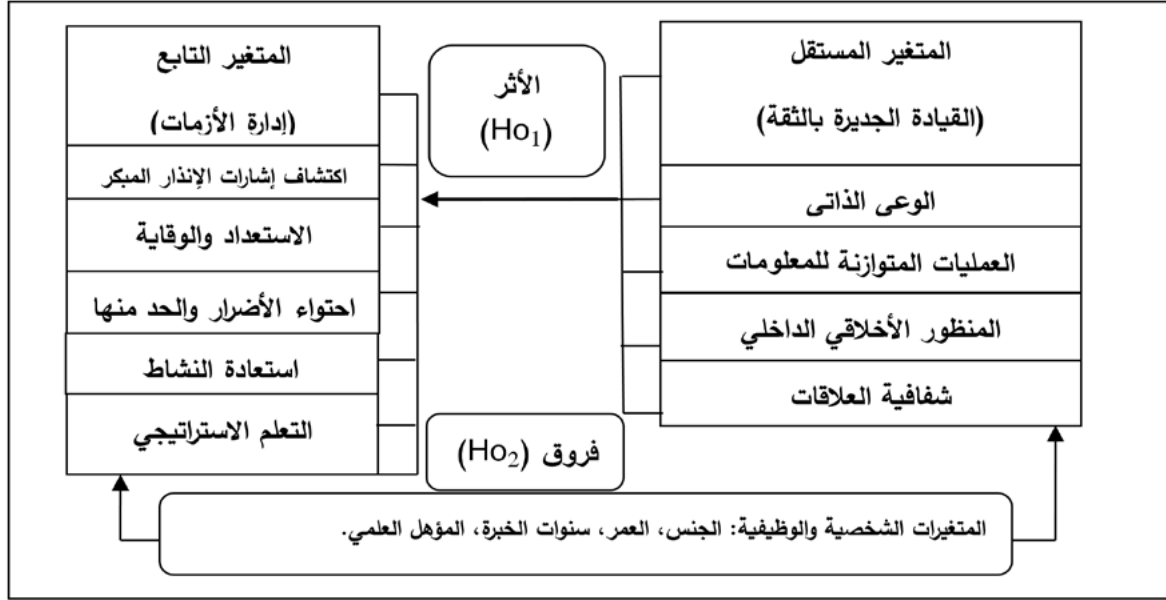 المتغير المستقل
(القيادة الجديرة بالثقة)
الوعى الذاتى
العمليات المتوازنة للمعلومات
المنظور الأخلاقي الداخلي
شفافية العلاقات
الأثر
(Ho1)
المتغير التابع
(إدارة الأزمات)
اكتشاف إشارات الإنذار المبكر
الاستعداد والوقاية
احتواء الأضرار والحد منها
استعادة النشاط
التعلم الاستراتيجي
فروق (Ho2)
المتغيرات الشخصية والوظيفية: الجنس، العمر، سنوات الخبرة، المؤهل العلمي.